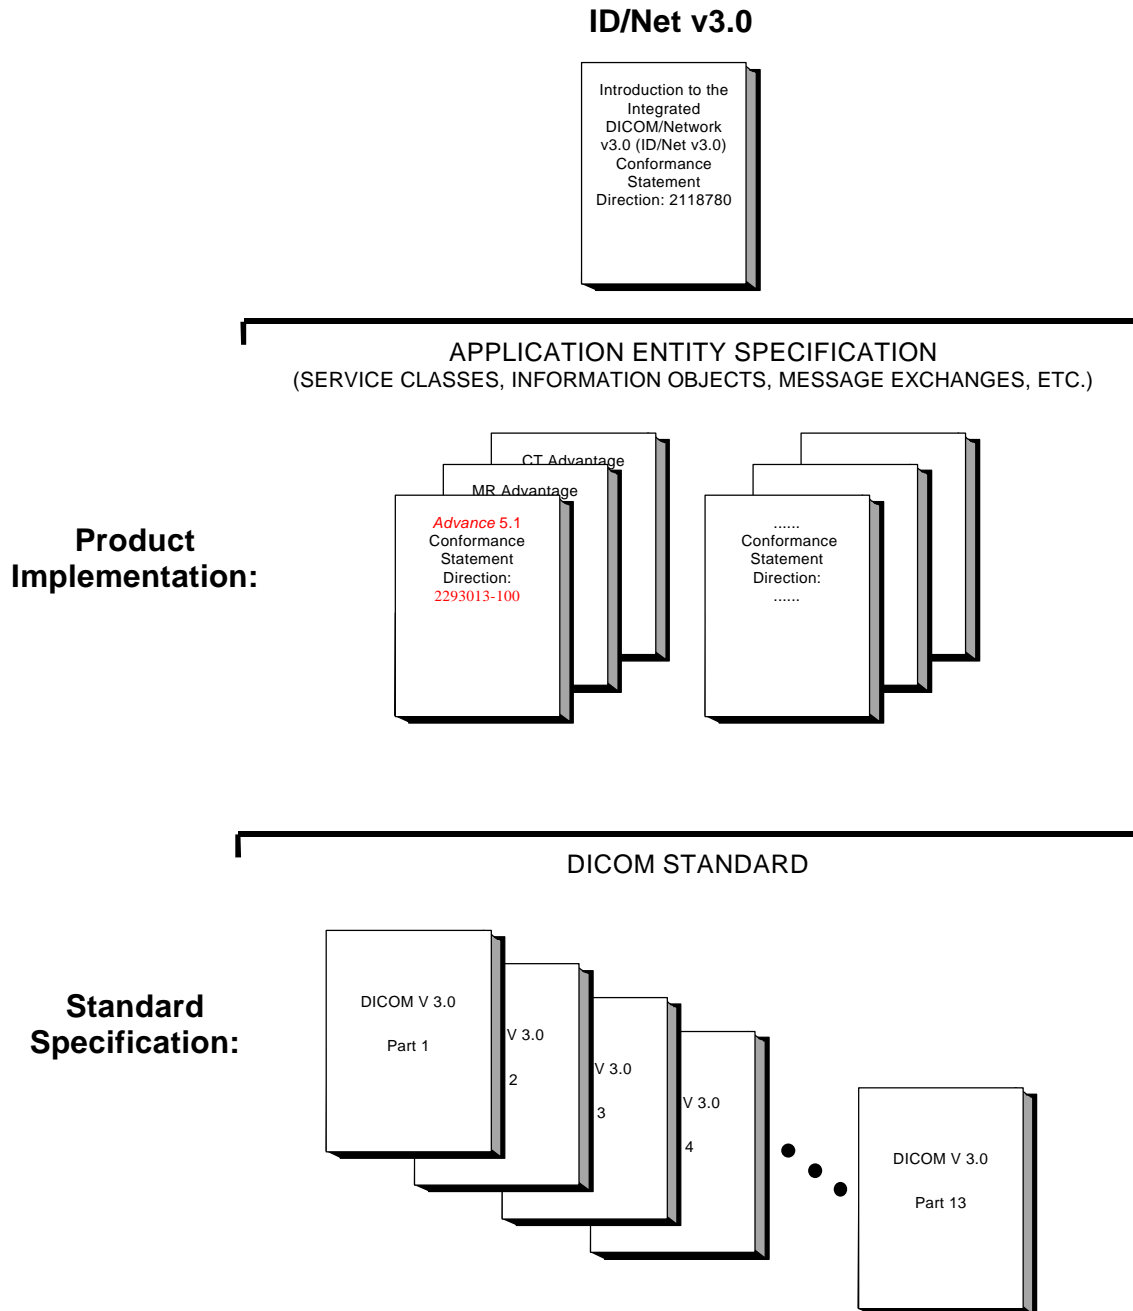 ID/Net v3.0
Introduction to the
Integrated
DICOM/Network
v3.0 (ID/Net v3.0)
Conformance
Statement
Direction: 2118780
APPLICATION ENTITY SPECIFICATION
(SERVICE CLASSES, INFORMATION OBJECTS, MESSAGE EXCHANGES, ETC.)
Product
Implementation:
CT Advantage
MR Advantage
Advance 5.1
Conformance
Statement
Direction:
2293013-100
......
Conformance
Statement
Direction:
......
DICOM STANDARD
Standard
Specification:
DICOM V 3.0
Part 1
V 3.0
2
V 3.0
3
V 3.0
4
DICOM V 3.0
Part 13